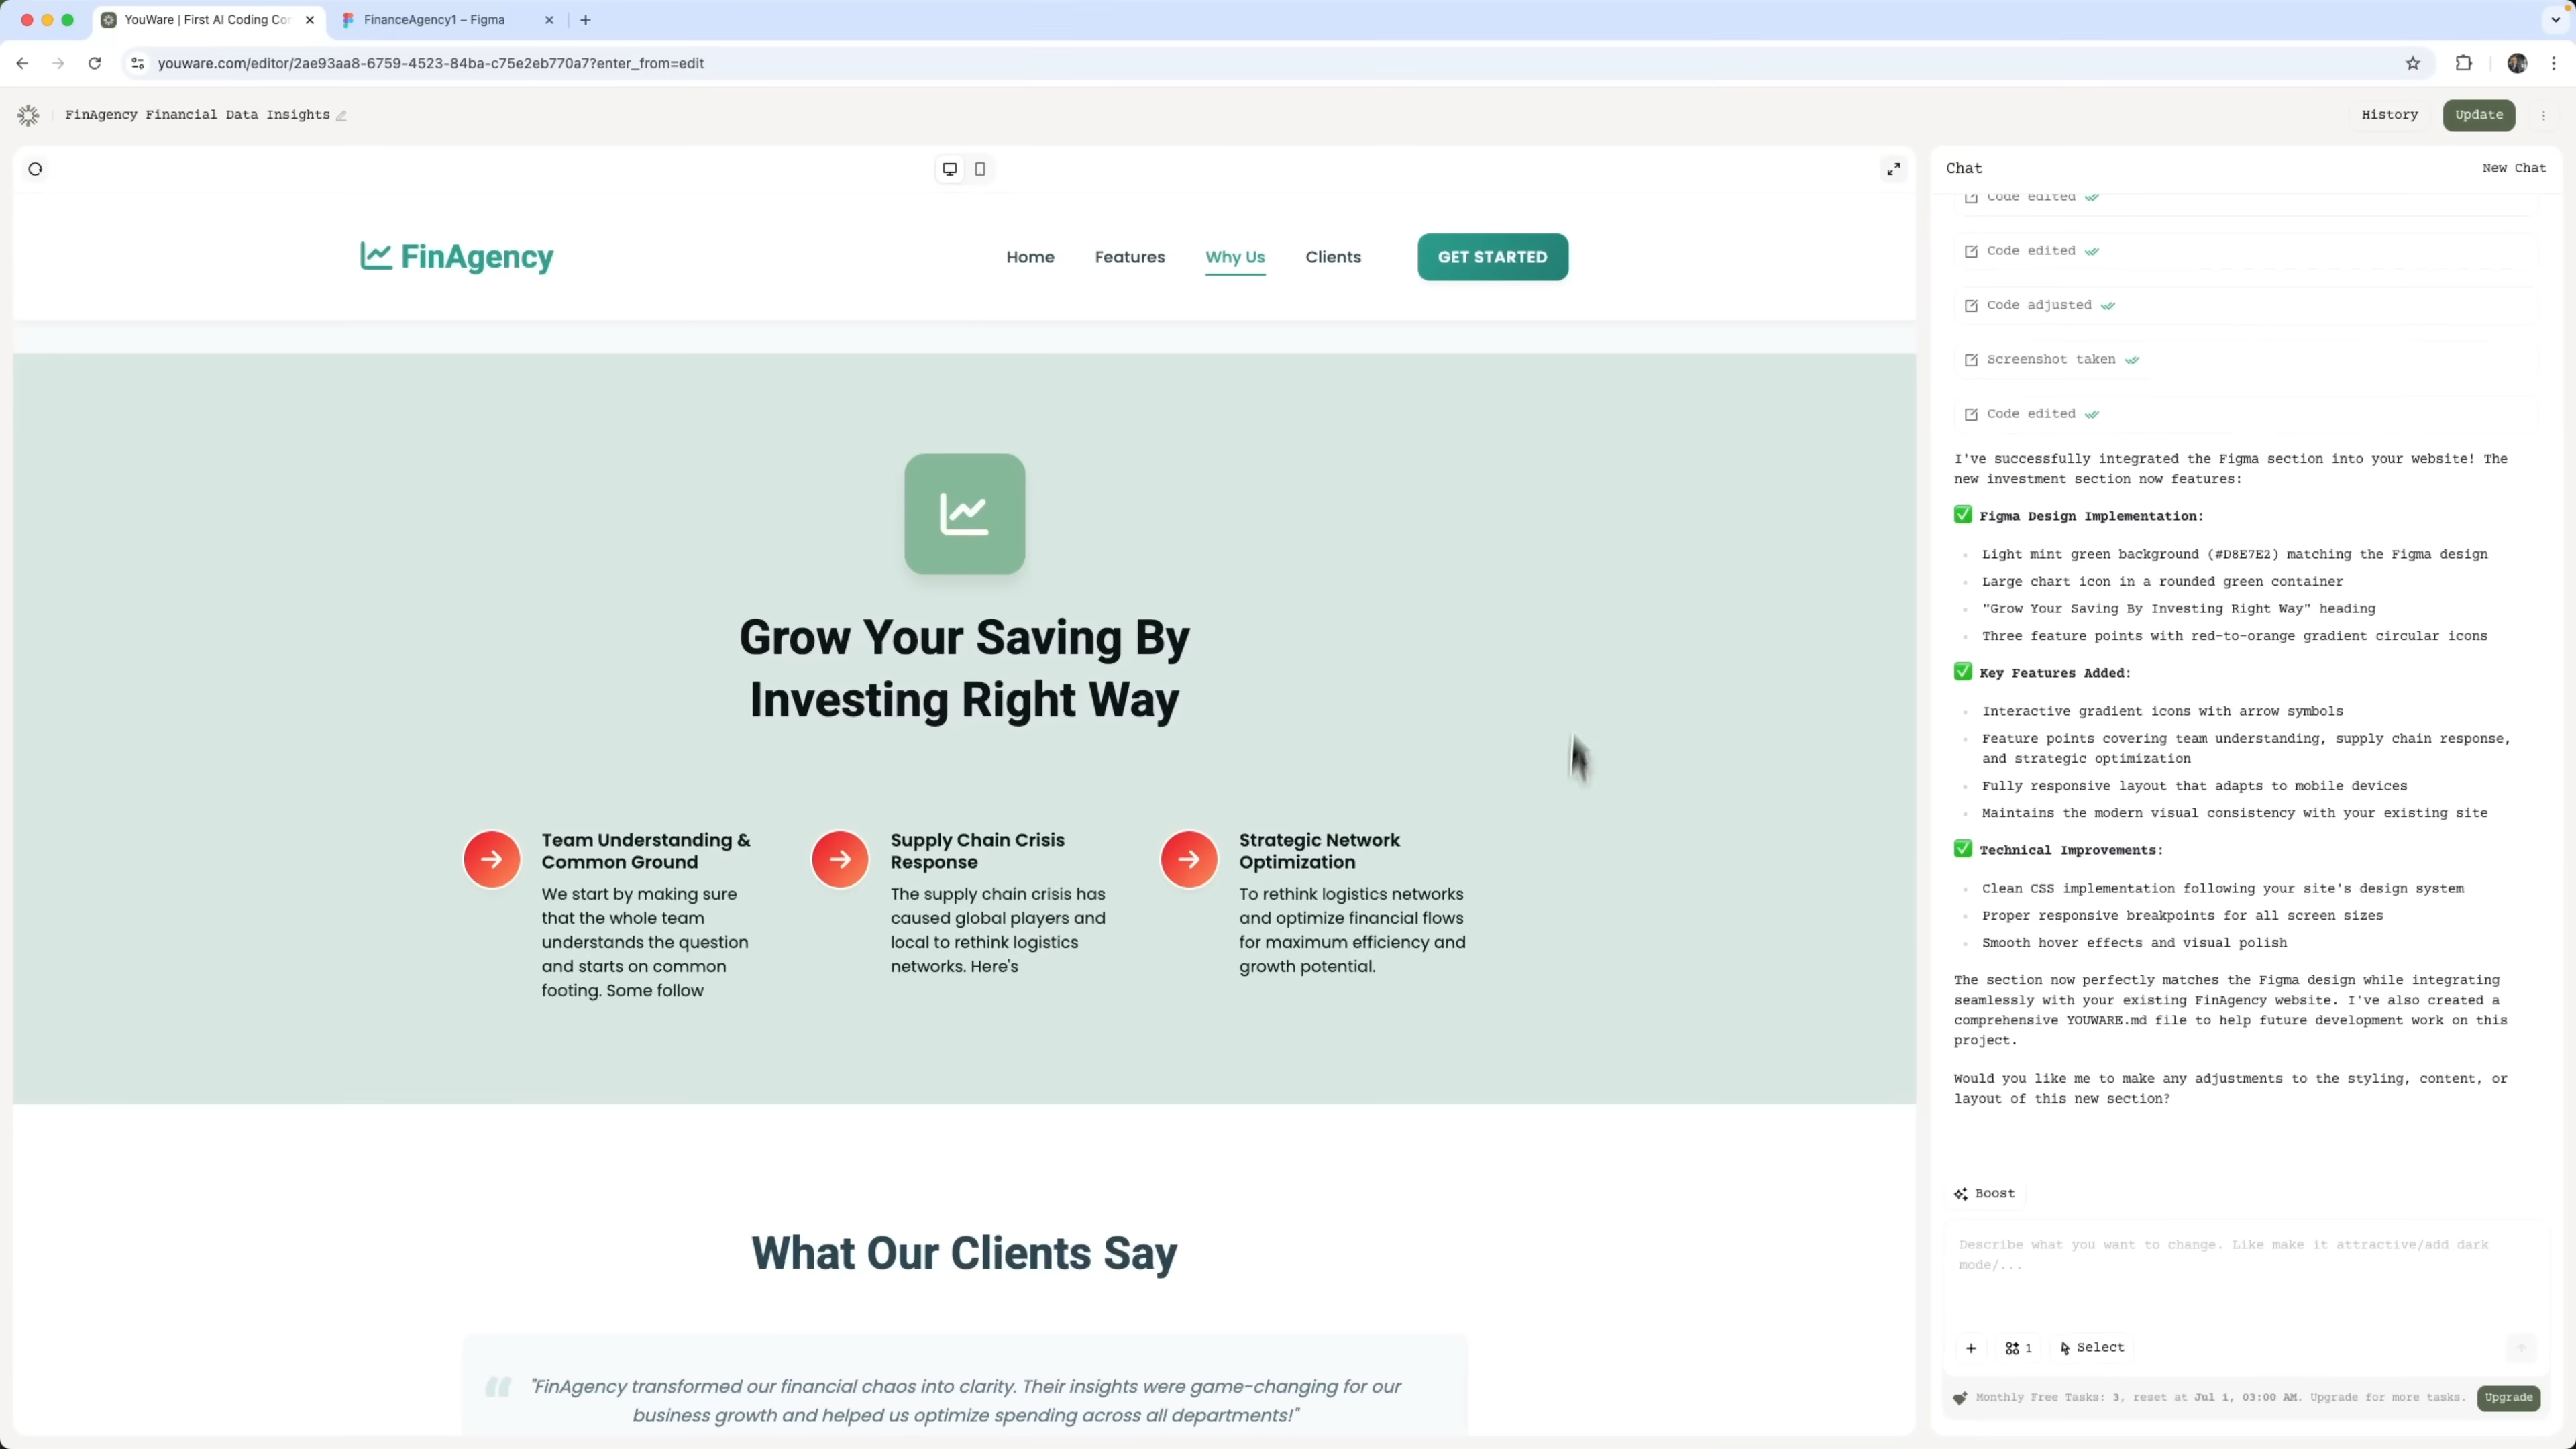 YouWare | First AI Coding Co
FinanceAgency1 – Figma
youware.com/editor/2ae93aa8-6759-4523-84ba-c75e2eb770a7?enter_from=edit
FinAgency Financial Data Insights
History
Update
FinAgency
Home
Features
Why Us
Clients
GET STARTED
Grow Your Saving By
Investing Right Way
Team Understanding &
Common Ground
We start by making sure
that the whole team
understands the question
and starts on common
footing. Some follow
Supply Chain Crisis
Response
The supply chain crisis has
caused global players and
local to rethink logistics
networks. Here's
Strategic Network
Optimization
To rethink logistics networks
and optimize financial flows
for maximum efficiency and
growth potential.
What Our Clients Say
"FinAgency transformed our financial chaos into clarity. Their insights were game-changing for our
business growth and helped us optimize spending across all departments!"
Chat
New Chat
Code edited
Code edited
Code adjusted
Screenshot taken
Code edited
I've successfully integrated the Figma section into your website! The
new investment section now features:
✅ Figma Design Implementation:
Light mint green background (#D8E7E2) matching the Figma design
Large chart icon in a rounded green container
"Grow Your Saving By Investing Right Way" heading
Three feature points with red-to-orange gradient circular icons
✅ Key Features Added:
Interactive gradient icons with arrow symbols
Feature points covering team understanding, supply chain response,
and strategic optimization
Fully responsive layout that adapts to mobile devices
Maintains the modern visual consistency with your existing site
✅ Technical Improvements:
Clean CSS implementation following your site's design system
Proper responsive breakpoints for all screen sizes
Smooth hover effects and visual polish
The section now perfectly matches the Figma design while integrating
seamlessly with your existing FinAgency website. I've also created a
comprehensive YOUWARE.md file to help future development work on this
project.
Would you like me to make any adjustments to the styling, content, or
layout of this new section?
Boost
Describe what you want to change. Like make it attractive/add dark
mode/...
1
Select
Monthly Free Tasks: 3, reset at Jul 1, 03:00 AM. Upgrade for more tasks.
Upgrade